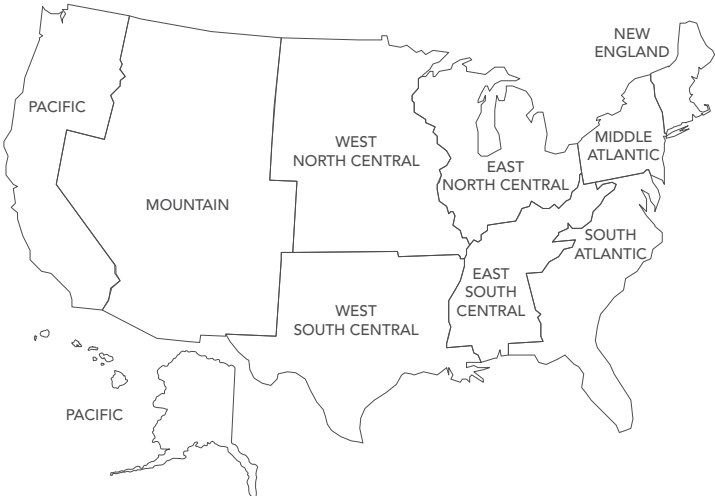 NEW
ENGLAND
PACIFIC
WEST
NORTH CENTRAL
MIDDLE
ATLANTIC
EAST
NORTH CENTRAL
MOUNTAIN
SOUTH
ATLANTIC
EAST
SOUTH
CENTRAL
WEST
SOUTH CENTRAL
PACIFIC